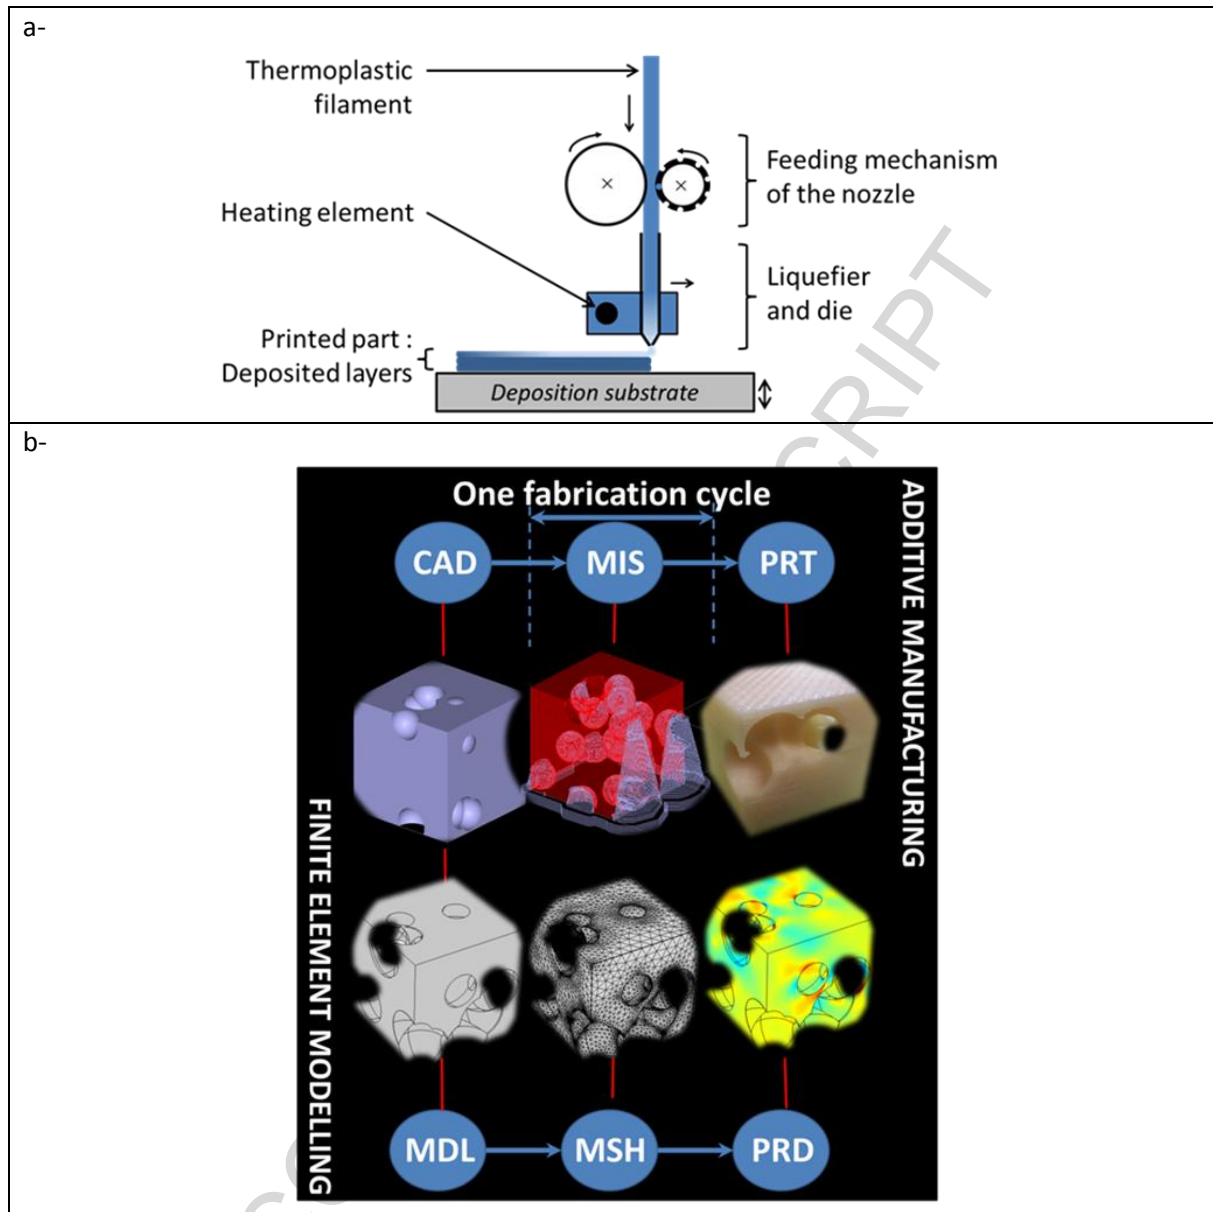 a-
Thermoplastic
filament
Feeding mechanism
of the nozzle
Heating element
Liquefier
and die
Printed part :
Deposited layers
Deposition substrate
b-
One fabrication cycle
CAD
MIS
PRT
ADDITIVE MANUFACTURING
FINITE ELEMENT MODELLING
MDL
MSH
PRD
CRIPT